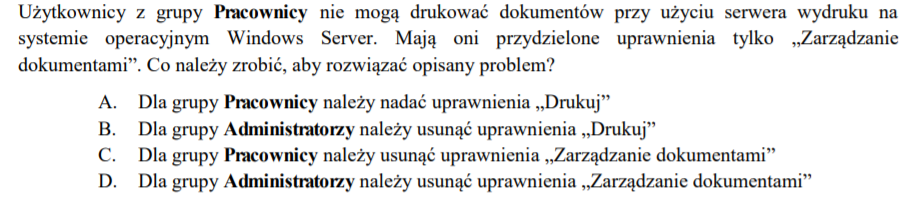 Użytkownicy z grupy Pracownicy nie mogą drukować dokumentów przy użyciu serwera wydruku na
systemie operacyjnym Windows Server. Mają oni przydzielone uprawnienia tylko „Zarządzanie
dokumentami”. Co należy zrobić, aby rozwiązać opisany problem?
A. Dla grupy Pracownicy należy nadać uprawnienia „Drukuj”
B. Dla grupy Administratorzy należy usunąć uprawnienia „Drukuj”
C. Dla grupy Pracownicy należy usunąć uprawnienia „Zarządzanie dokumentami”
D. Dla grupy Administratorzy należy usunąć uprawnienia „Zarządzanie dokumentami”